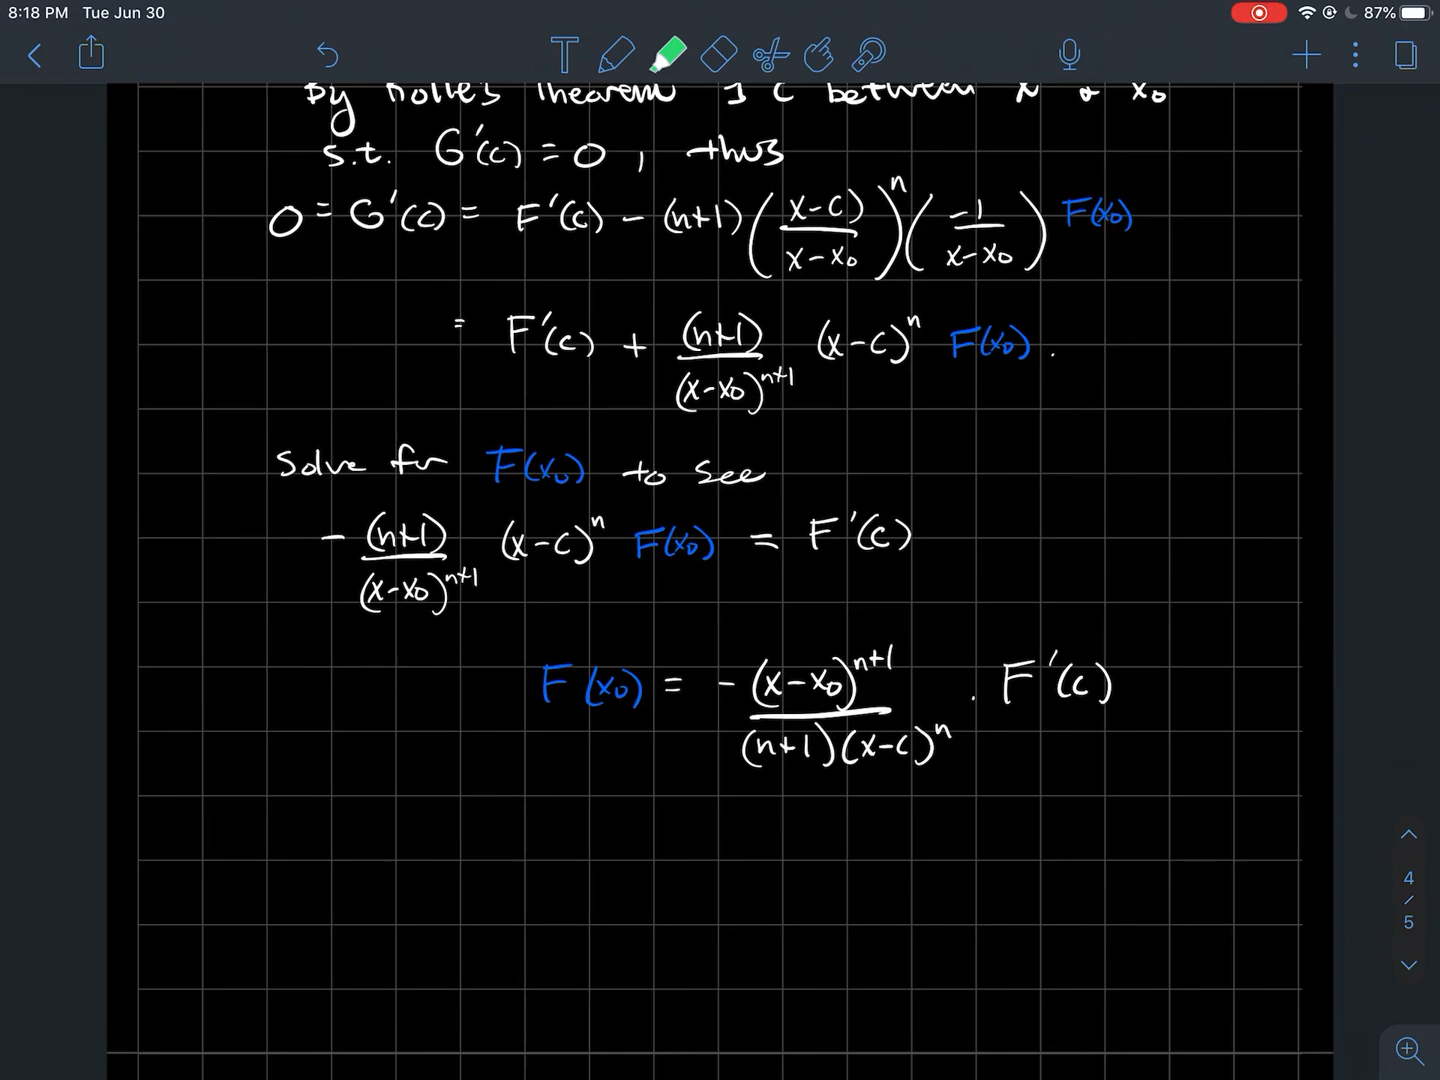 8:18 PM Tue Jun 30 87%
By Rolle's Theorem ∃ c between x & x₀
s.t. G'(c) = 0, thus
0 = G'(c) = F'(c) - (n+1) ((x-c)/(x-x₀))ⁿ (-1/(x-x₀)) F(x₀)
= F'(c) + (n+1)/(x-x₀)ⁿ⁺¹ (x-c)ⁿ F(x₀).
Solve for F(x₀) to see
- (n+1)/(x-x₀)ⁿ⁺¹ (x-c)ⁿ F(x₀) = F'(c)
F(x₀) = -(x-x₀)ⁿ⁺¹/((n+1)(x-c)ⁿ) · F'(c)
4
/
5